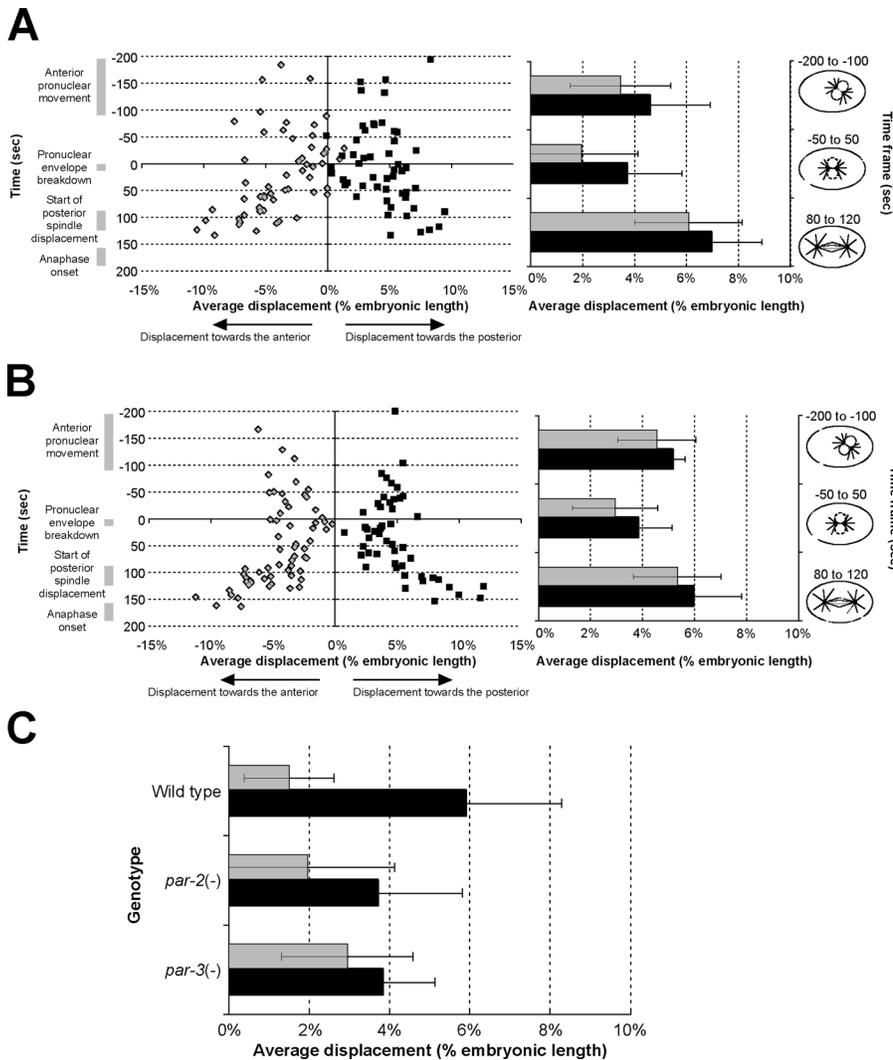 A
Time (sec)
Anterior
pronuclear
movement
Pronuclear
envelope
breakdown
Start of
posterior
spindle
displacement
Anaphase
onset
-200
-150
-100
-50
0
50
100
150
200
-15% -10% -5% 0% 5% 10% 15%
Average displacement (% embryonic length)
Displacement towards the anterior
Displacement towards the posterior
0% 2% 4% 6% 8% 10%
Average displacement (% embryonic length)
-200 to -100
-50 to 50
80 to 120
Time frame (sec)
B
Time (sec)
Anterior
pronuclear
movement
Pronuclear
envelope
breakdown
Start of
posterior
spindle
displacement
Anaphase
onset
-200
-150
-100
-50
0
50
100
150
200
-15% -10% -5% 0% 5% 10% 15%
Average displacement (% embryonic length)
Displacement towards the anterior
Displacement towards the posterior
0% 2% 4% 6% 8% 10%
Average displacement (% embryonic length)
-200 to -100
-50 to 50
80 to 120
C
Genotype
Wild type
par-2(-)
par-3(-)
0% 2% 4% 6% 8% 10%
Average displacement (% embryonic length)